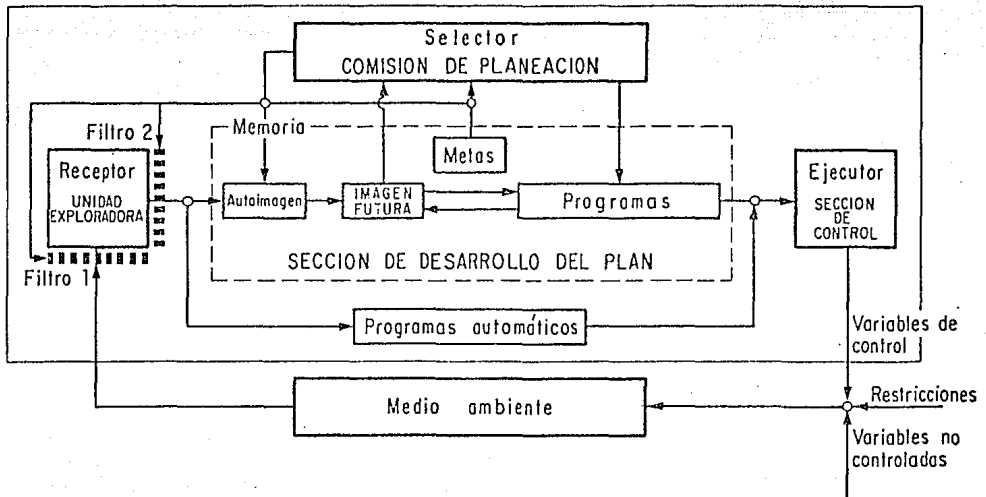 Selector
COMISION DE PLANEACION
Filtro 2
Memoria
Metas
Receptor
UNIDAD
EXPLORADORA
Autoimagen
IMAGEN
FUTURA
Programas
Ejecutor
SECCION
DE
CONTROL
SECCION DE DESARROLLO DEL PLAN
Filtro 1
Programas automáticos
Variables de
control
Medio ambiente
Restricciones
Variables no
controladas